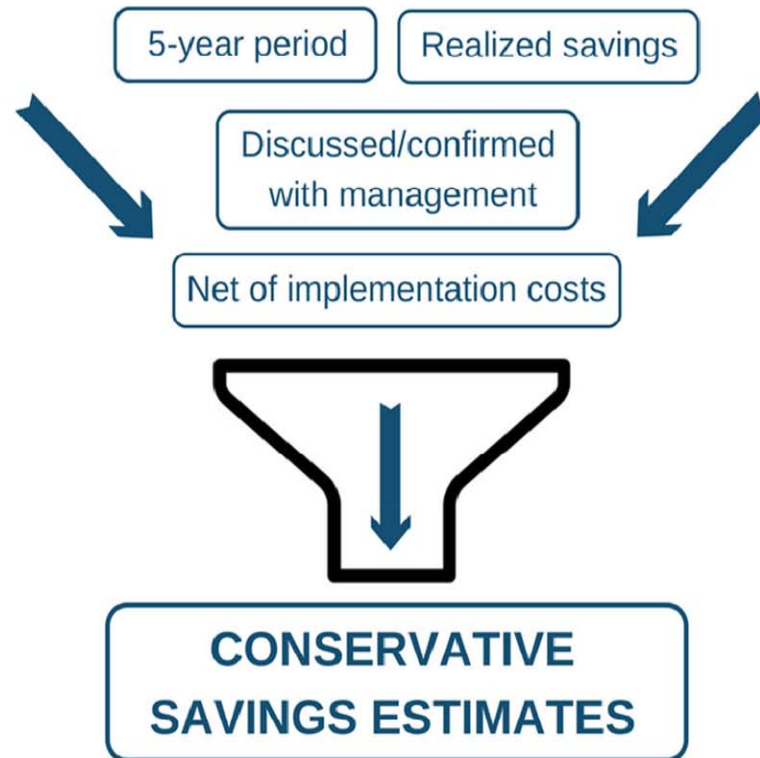 5-year period
Realized savings
Discussed/confirmed
with management
Net of implementation costs
CONSERVATIVE
SAVINGS ESTIMATES